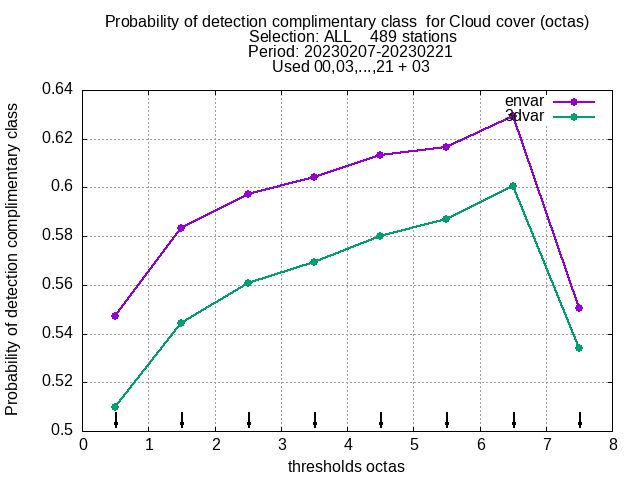 Probability of detection complimentary class  for Cloud cover (octas)
Selection: ALL    489 stations
Period: 20230207-20230221
Used 00,03,...,21 + 03
Probability of detection complimentary class
0.64
0.62
0.6
0.58
0.56
0.54
0.52
0.5
envar
3dvar
0 1 2 3 4 5 6 7 8
thresholds octas